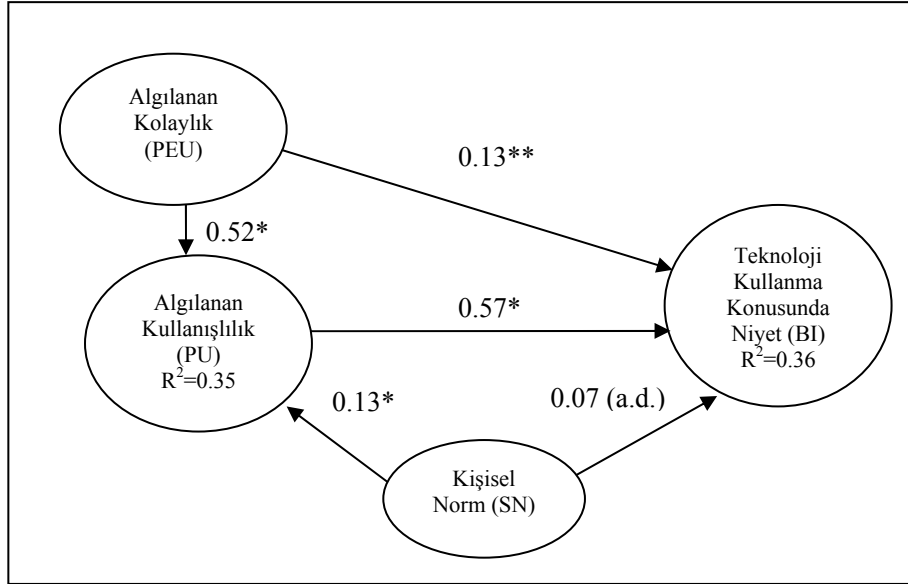 Algılanan
Kolaylık
(PEU)
0.13**
0.52*
Algılanan
Kullanışlılık
(PU)
R²=0.35
0.57*
Teknoloji
Kullanma
Konusunda
Niyet (BI)
R²=0.36
0.13*
0.07 (a.d.)
Kişisel
Norm (SN)